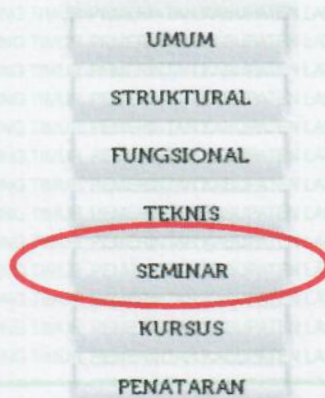 UMUM
STRUKTURAL
FUNGSIONAL
TEKNIS
SEMINAR
KURSUS
PENATARAN